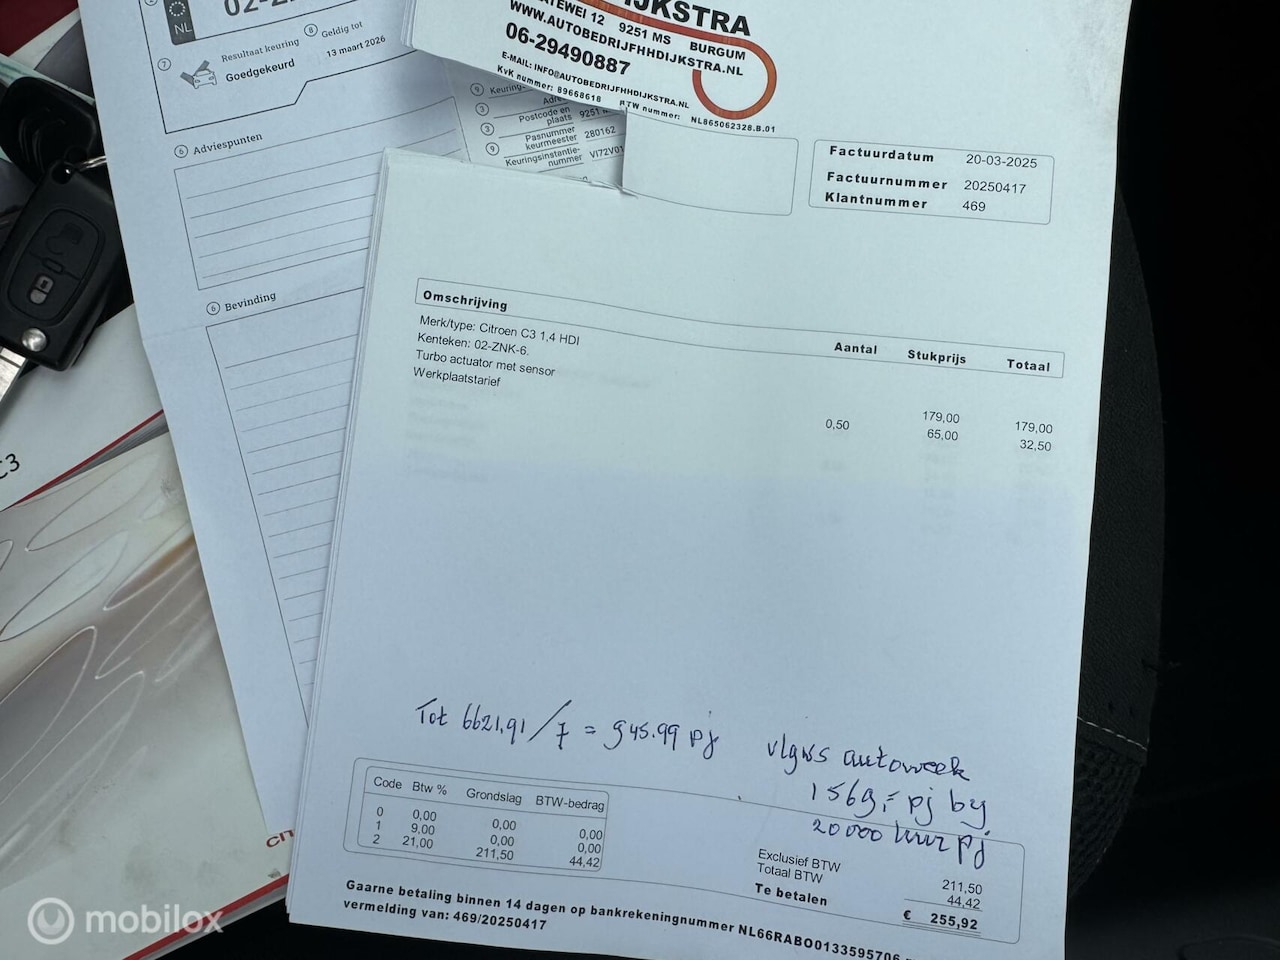 02-Z
NL
Resultaat keuring
Goedgekeurd
Geldig tot
13 maart 2026
Adviespunten
Bevinding
Keuring-
Adre
Postcode en plaats
9251
Pasnummer keurmeester
280162
Keuringsinstantie-nummer
VI72V01
IJKSTRA
12 9251 MS BURGUM
WWW.AUTOBEDRIJFHHDIJKSTRA.NL
06-29490887
E-MAIL: INFO@AUTOBEDRIJFHHDIJKSTRA.NL
KvK nummer: 89668618 BTW nummer: NL865062328.B.01
Factuurdatum 20-03-2025
Factuurnummer 20250417
Klantnummer 469
Omschrijving Aantal Stukprijs Totaal
Merk/type: Citroen C3 1,4 HDI
Kenteken: 02-ZNK-6.
Turbo actuator met sensor 179,00 179,00
Werkplaatstarief 0,50 65,00 32,50
Tot 6621,91 / 7 = 945.99 pj
vlgns autoweek
1569,= pj by
20000 pj
Code Btw % Grondslag BTW-bedrag
0 0,00 0,00 0,00
1 9,00 0,00 0,00
2 21,00 211,50 44,42
Exclusief BTW 211,50
Totaal BTW 44,42
Te betalen € 255,92
Gaarne betaling binnen 14 dagen op bankrekeningnummer NL66RABO0133595706
vermelding van: 469/20250417
C3
CIT
mobilox